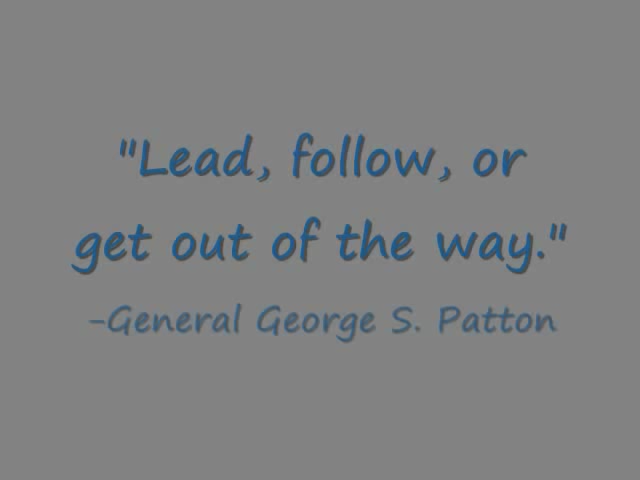 "Lead, follow, or
get out of the way."
-General George S. Patton